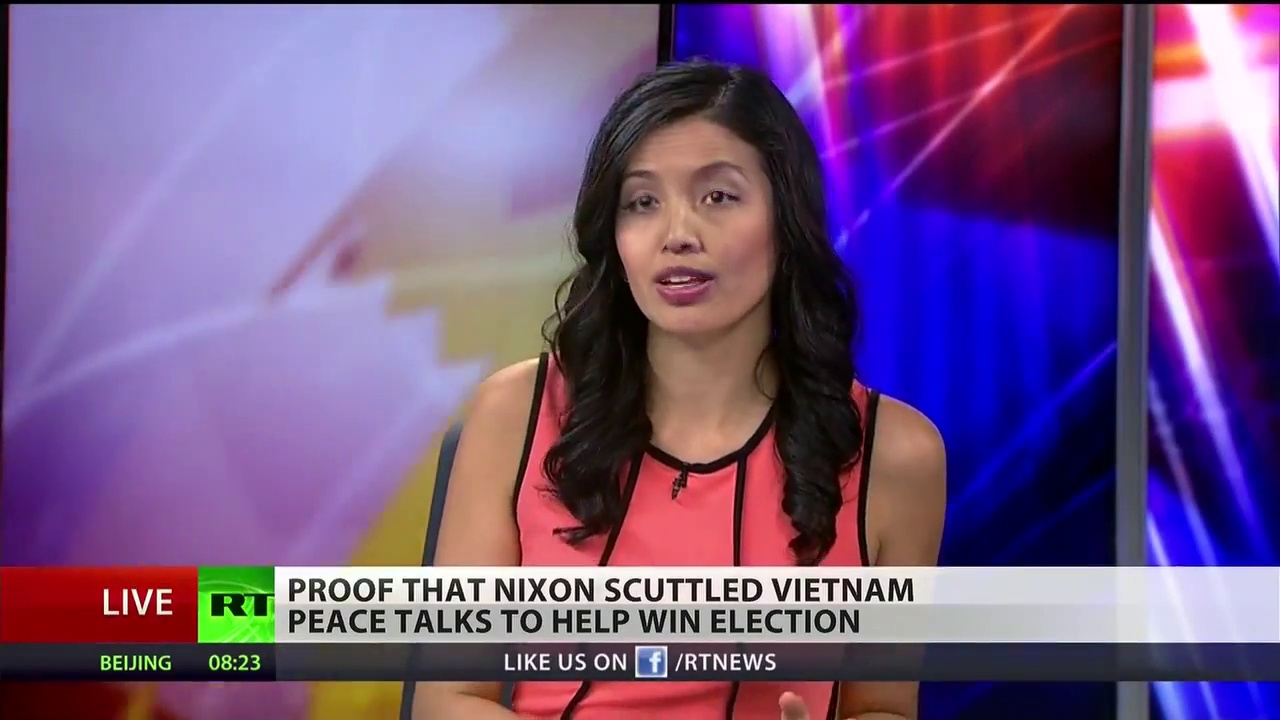 PROOF THAT NIXON SCUTTLED VIETNAM
LIVE RT PEACE TALKS TO HELP WIN ELECTION
BEIJING 08:23 LIKE US ON f /RTNEWS